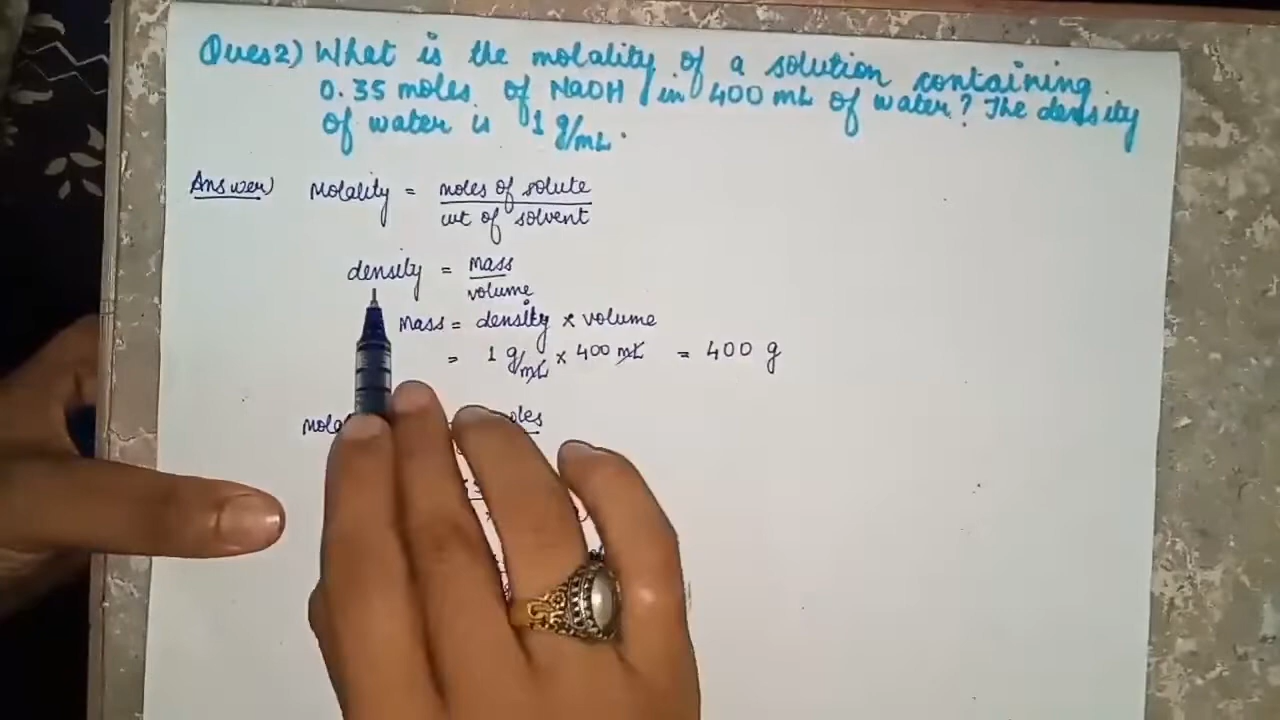 Ques 2) What is the molality of a solution containing
0.35 moles of NaOH in 400 mL of water? The density
of water is 1 g/mL.
Answer) Molality = moles of solute / wt of solvent
density = mass / volume
Mass = density × volume
= 1 g/mL × 400 mL = 400 g